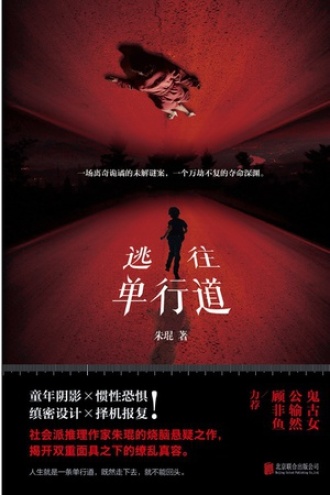 一场离奇诡谲的未解谜案,一个万劫不复的夺命深渊。
逃往
单行道
朱琨 著
童年阴影×惯性恐惧
缜密设计×择机报复!
社会派推理作家朱琨的烧脑悬疑之作,
揭开双重面具之下的缭乱真容。
人生就是一条单行道,既然走下去,就不能回头。
鬼古女
公输然
顾非鱼
力荐
北京联合出版公司